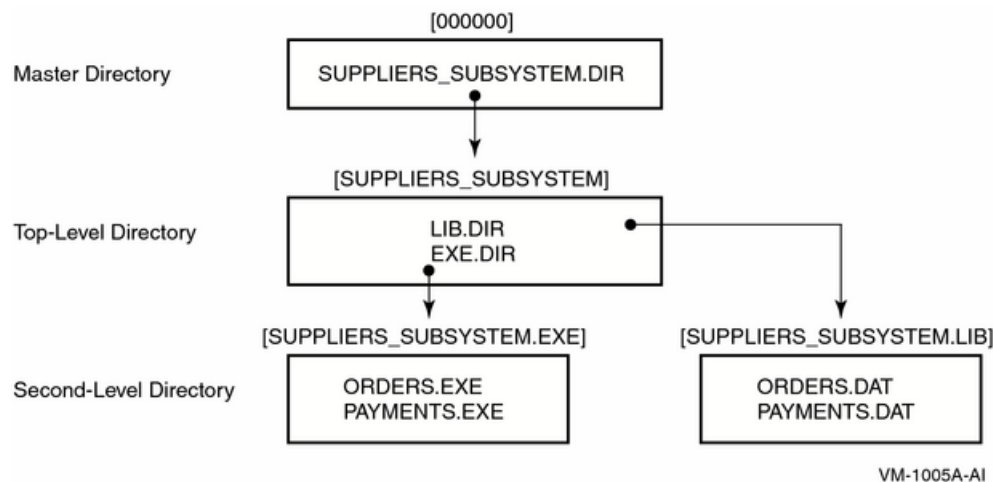 [000000]
Master Directory
SUPPLIERS_SUBSYSTEM.DIR
[SUPPLIERS_SUBSYSTEM]
Top-Level Directory
LIB.DIR
EXE.DIR
[SUPPLIERS_SUBSYSTEM.EXE]
[SUPPLIERS_SUBSYSTEM.LIB]
Second-Level Directory
ORDERS.EXE
PAYMENTS.EXE
ORDERS.DAT
PAYMENTS.DAT
VM-1005A-AI